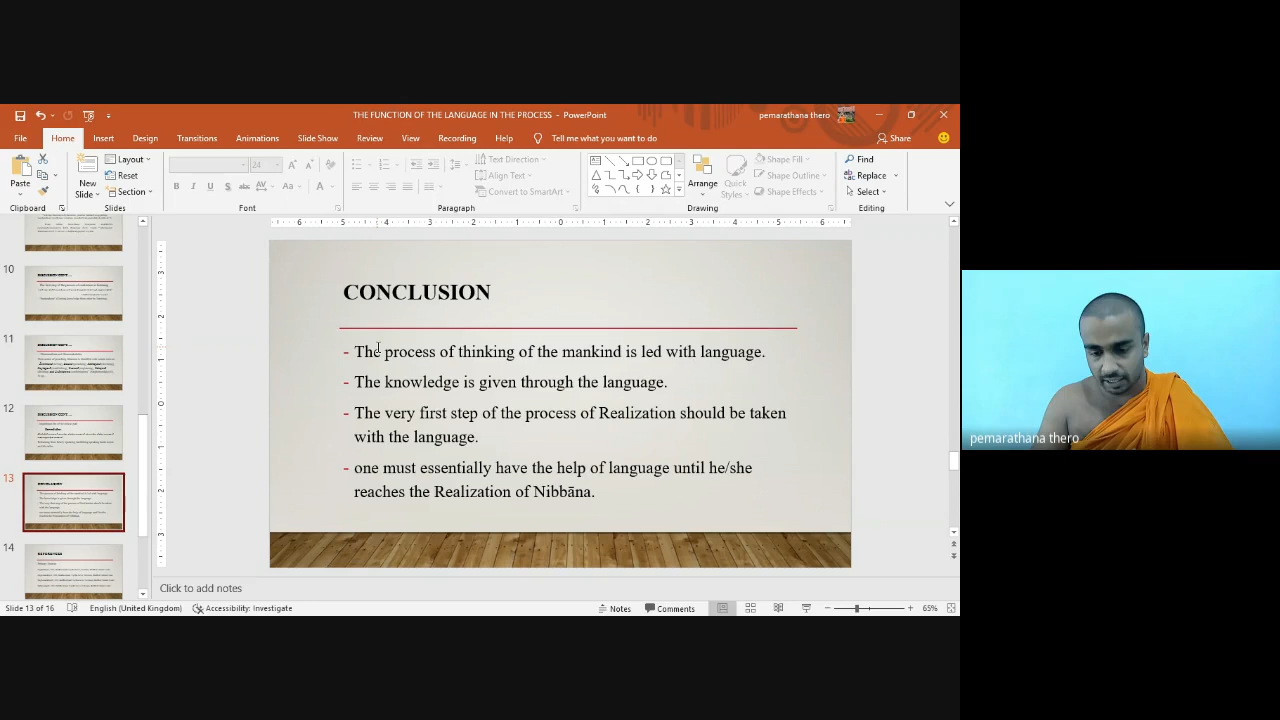 THE FUNCTION OF THE LANGUAGE IN THE PROCESS - PowerPoint
pemarathana thero
File Home Insert Design Transitions Animations Slide Show Review View Recording Help Tell me what you want to do
Share
Paste
Clipboard
New Slide
Layout
Reset
Section
Slides
24
Font
Text Direction
Align Text
Convert to SmartArt
Paragraph
Arrange
Quick Styles
Shape Fill
Shape Outline
Shape Effects
Drawing
Find
Replace
Select
Editing
10
11
12
13
14
CONCLUSION
- The process of thinking of the mankind is led with language.
- The knowledge is given through the language.
- The very first step of the process of Realization should be taken
with the language.
- one must essentially have the help of language until he/she
reaches the Realization of Nibbāna.
Click to add notes
Slide 13 of 16 English (United Kingdom) Accessibility: Investigate Notes Comments 65%
pemarathana thero